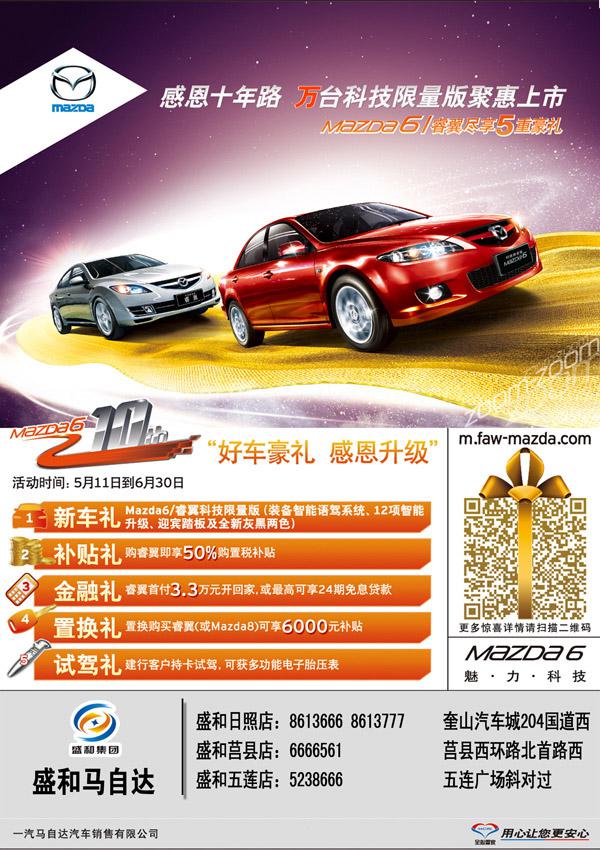 mazda
感恩十年路 万台科技限量版聚惠上市
Mazda6/睿翼尽享5重豪礼
MAZDA6
zoom-zoom
Mazda6 10th
“好车豪礼 感恩升级”
活动时间：5月11日到6月30日
1 新车礼 Mazda6/睿翼科技限量版（装备智能语驾系统、12项智能
升级、迎宾踏板及全新灰黑两色）
2 补贴礼 购睿翼即享50%购置税补贴
3 金融礼 睿翼首付3.3万元开回家，或最高可享24期免息贷款
4 置换礼 置换购买睿翼(或Mazda8)可享6000元补贴
5 试驾礼 建行客户持卡试驾，可获多功能电子胎压表
m.faw-mazda.com
更多惊喜详情请扫描二维码
MAZDA6
魅·力·科技
盛和集团
盛和马自达
盛和日照店：8613666 8613777 奎山汽车城204国道西
盛和莒县店：6666561 莒县西环路北首路西
盛和五莲店：5238666 五连广场斜对过
一汽马自达汽车销售有限公司
用心让您更安心